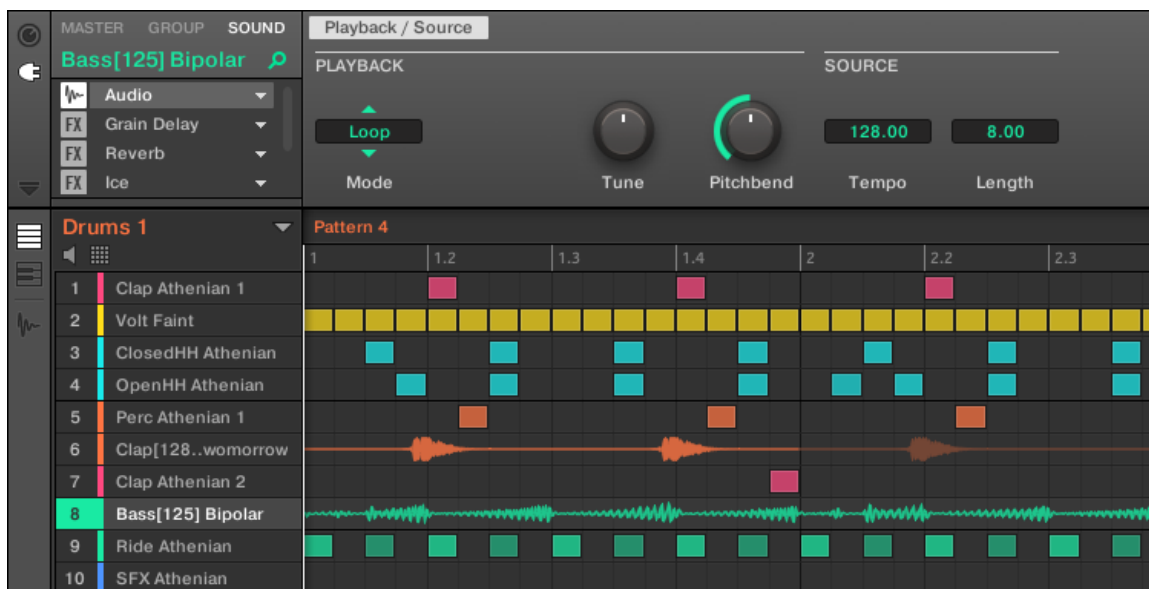 MASTER GROUP SOUND
Bass[125] Bipolar
Audio
FX Grain Delay
FX Reverb
FX Ice
Playback / Source
PLAYBACK
SOURCE
Loop
128.00
8.00
Mode
Tune
Pitchbend
Tempo
Length
Drums 1
Pattern 4
1 1.2 1.3 1.4 2 2.2 2.3
1 Clap Athenian 1
2 Volt Faint
3 ClosedHH Athenian
4 OpenHH Athenian
5 Perc Athenian 1
6 Clap[128..womorrow
7 Clap Athenian 2
8 Bass[125] Bipolar
9 Ride Athenian
10 SFX Athenian